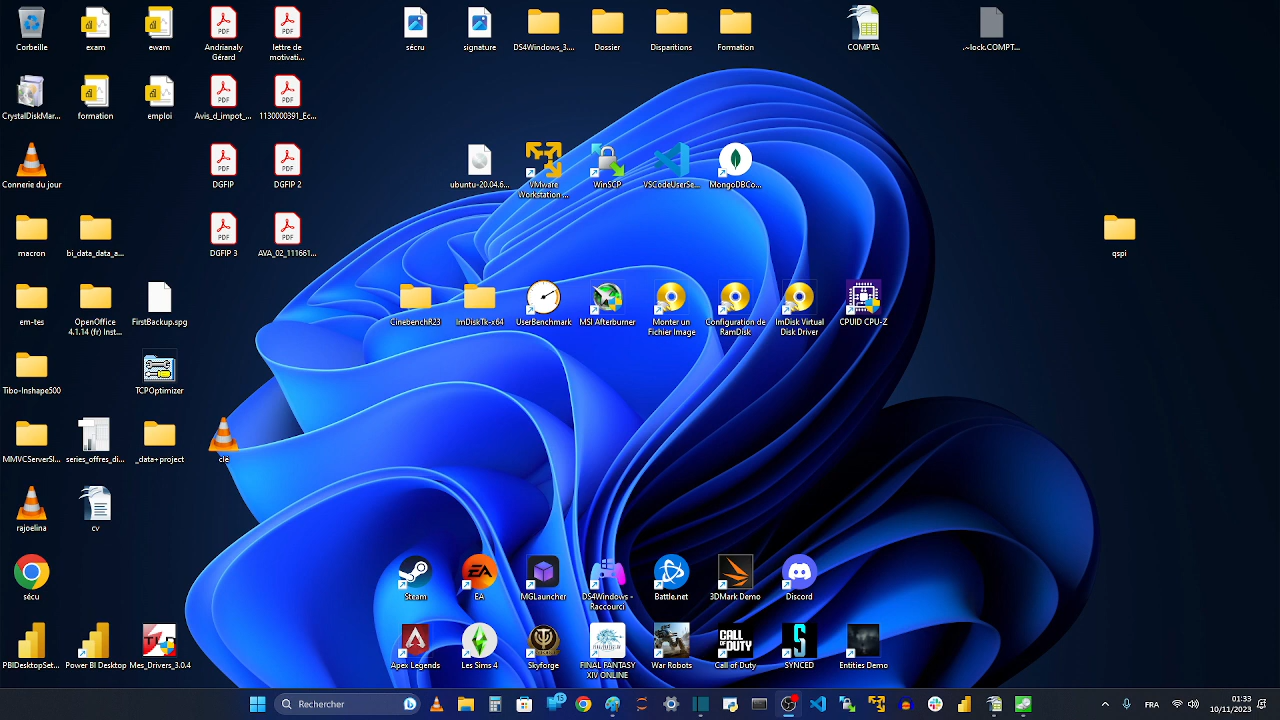 Corbeille
exam
evam
Andrianaly
Gérard
lettre de
motivati...
sécru
signature
DS4Windows_3....
Dossier
Disparitions
Formation
COMPTA
.~lock.COMPT...
CrystalDiskMar...
formation
emploi
Avis_d_impot_...
1130000391_Ec...
Connerie du jour
DGFIP
DGFIP 2
ubuntu-20.04.6...
VMware
Workstation ...
WinSCP
VSCodeUserSe...
MongoDBCo...
macron
bi_data_data_a...
DGFIP 3
AVA_02_111661...
qspi
en-tes
OpenOffice
4.1.14 (fr) Inst...
FirstBackup.spg
CinebenchR23
ImDiskTk-x64
UserBenchmark
MSI Afterburner
Monter un
Fichier Image
Configuration de
RamDisk
ImDisk Virtual
Disk Driver
CPUID CPU-Z
Tibo-Inshape500
TCPOptimizer
MMVCServerSI...
series_offres_di...
_data+project
cle
rajoelina
cv
sécu
Steam
EA
MGLauncher
DS4Windows -
Raccourci
Battle.net
3DMark Demo
Discord
PBIDesktopSet...
Power BI Desktop
Mes_Drivers_3.0.4
Apex Legends
Les Sims 4
Skyforge
FINAL FANTASY
XIV ONLINE
War Robots
Call of Duty
SYNCED
Entities Demo
Rechercher
15
FRA
01:33
10/11/2023